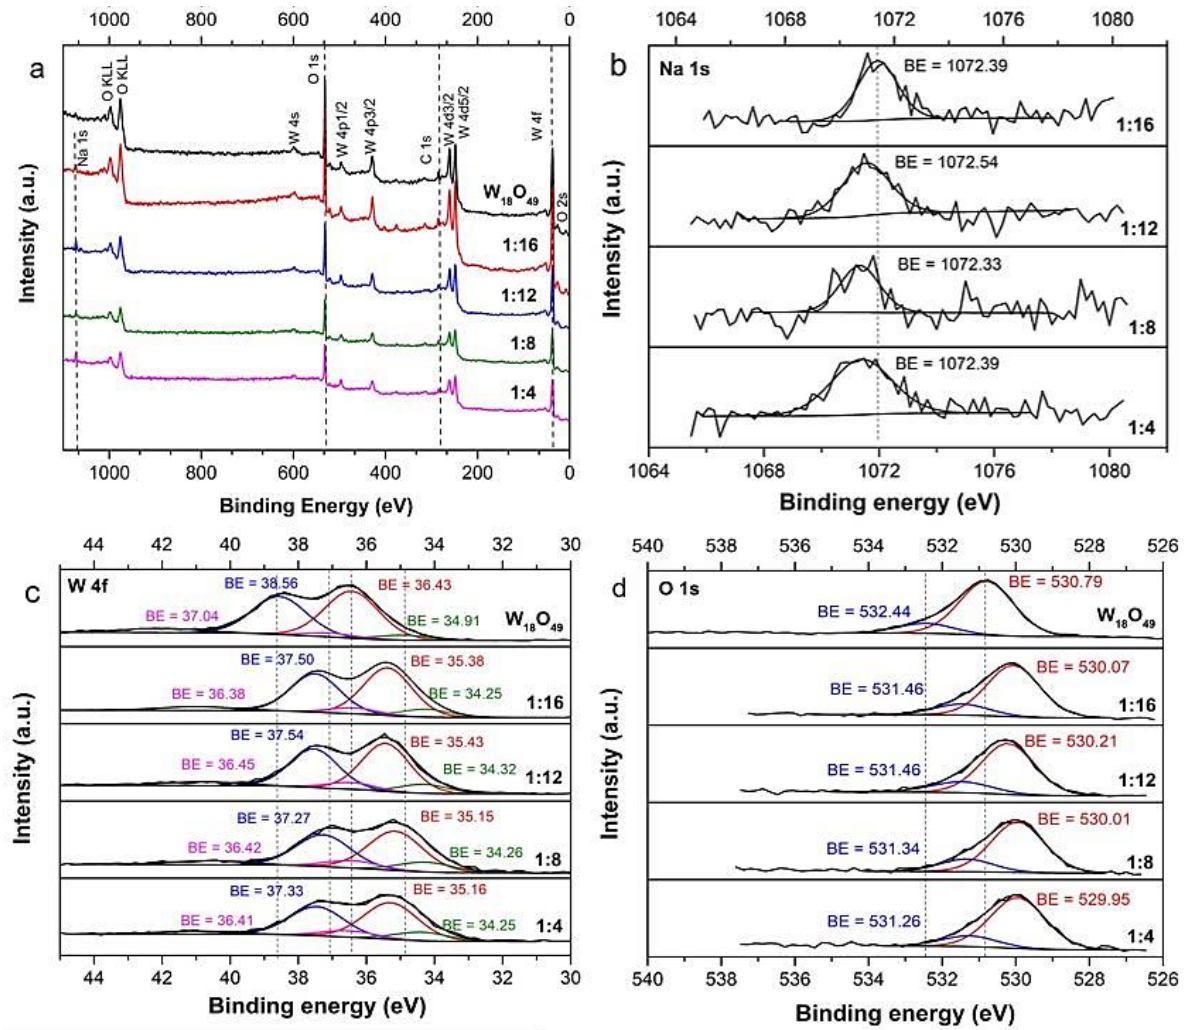 a
1000 800 600 400 200 0
O KLL
O KLL
Na 1s
W 4s
O 1s
W 4p1/2
W 4p3/2
C 1s
W 4d3/2
W 4d5/2
W 4f
O 2s
W18O49
1:16
1:12
1:8
1:4
Intensity (a.u.)
1000 800 600 400 200 0
Binding Energy (eV)
b
1064 1068 1072 1076 1080
Na 1s
BE = 1072.39
1:16
BE = 1072.54
1:12
BE = 1072.33
1:8
BE = 1072.39
1:4
Intensity (a.u.)
1064 1068 1072 1076 1080
Binding energy (eV)
c
44 42 40 38 36 34 32 30
W 4f
BE = 38.56
BE = 36.43
BE = 37.04
BE = 34.91
W18O49
BE = 37.50
BE = 35.38
BE = 36.38
BE = 34.25
1:16
BE = 37.54
BE = 35.43
BE = 36.45
BE = 34.32
1:12
BE = 37.27
BE = 35.15
BE = 36.42
BE = 34.26
1:8
BE = 37.33
BE = 35.16
BE = 36.41
BE = 34.25
1:4
Intensity (a.u.)
44 42 40 38 36 34 32 30
Binding energy (eV)
d
540 538 536 534 532 530 528 526
O 1s
BE = 530.79
BE = 532.44
W18O49
BE = 530.07
BE = 531.46
1:16
BE = 530.21
BE = 531.46
1:12
BE = 530.01
BE = 531.34
1:8
BE = 529.95
BE = 531.26
1:4
Intensity (a.u.)
540 538 536 534 532 530 528 526
Binding energy (eV)